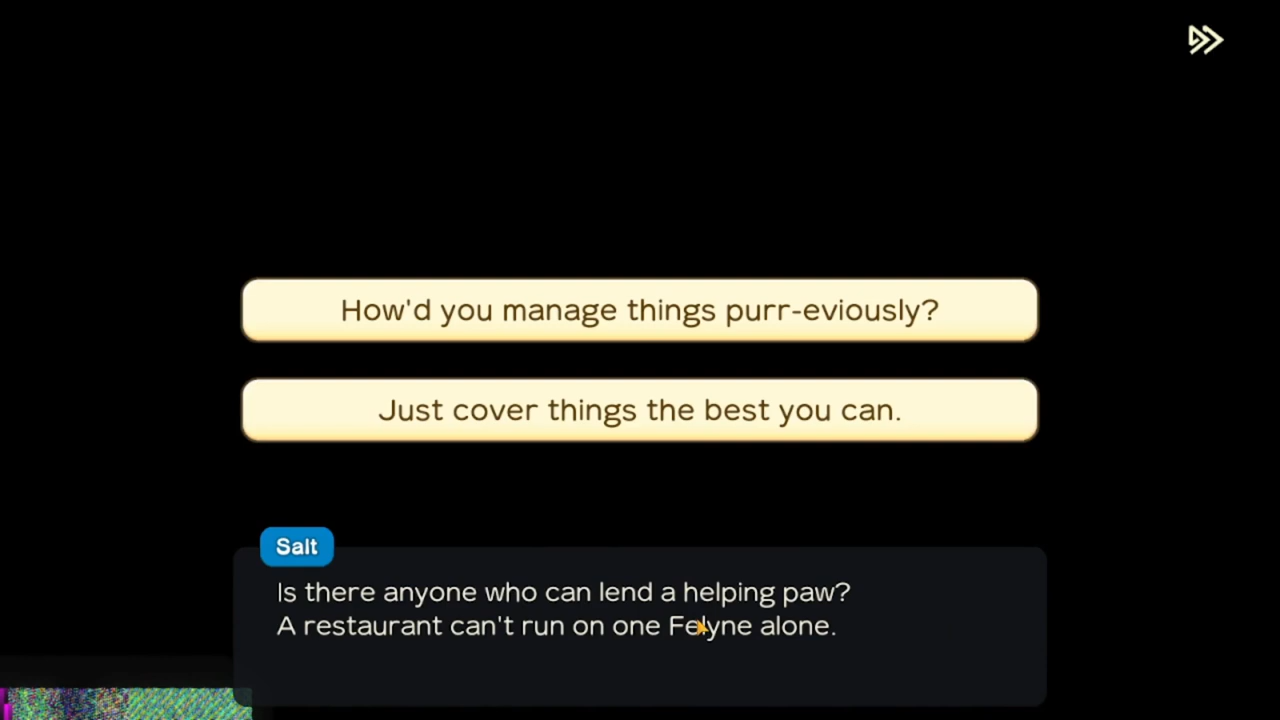 How'd you manage things purr-eviously?
Just cover things the best you can.
Salt
Is there anyone who can lend a helping paw?
A restaurant can't run on one Felyne alone.